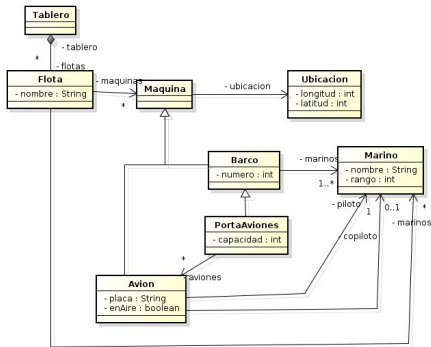 Tablero
*
- tablero
- flotas
Flota
- nombre : String
- maquinas
*
Maquina
- ubicacion
Ubicacion
- longitud : int
- latitud : int
Barco
- numero : int
- marinos
1..*
Marino
- nombre : String
- rango : int
- piloto
1
0..1
*
- marinos
- copiloto
PortaAviones
- capacidad : int
*
- aviones
Avion
- placa : String
- enAire : boolean